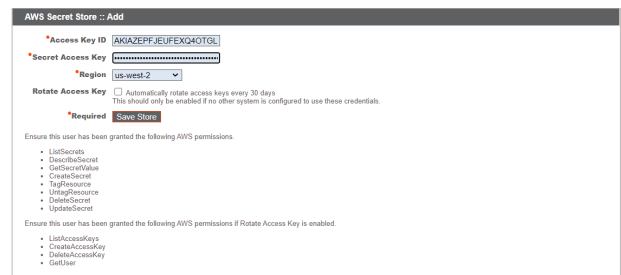 AWS Secret Store :: Add
*Access Key ID AKIAZEPFJEUFEXQ4OTGL
*Secret Access Key ••••••••••••••••••••••••••••••••••••
*Region us-west-2
Rotate Access Key Automatically rotate access keys every 30 days
This should only be enabled if no other system is configured to use these credentials.
*Required Save Store
Ensure this user has been granted the following AWS permissions.
• ListSecrets
• DescribeSecret
• GetSecretValue
• CreateSecret
• TagResource
• UntagResource
• DeleteSecret
• UpdateSecret
Ensure this user has been granted the following AWS permissions if Rotate Access Key is enabled.
• ListAccessKeys
• CreateAccessKey
• DeleteAccessKey
• GetUser